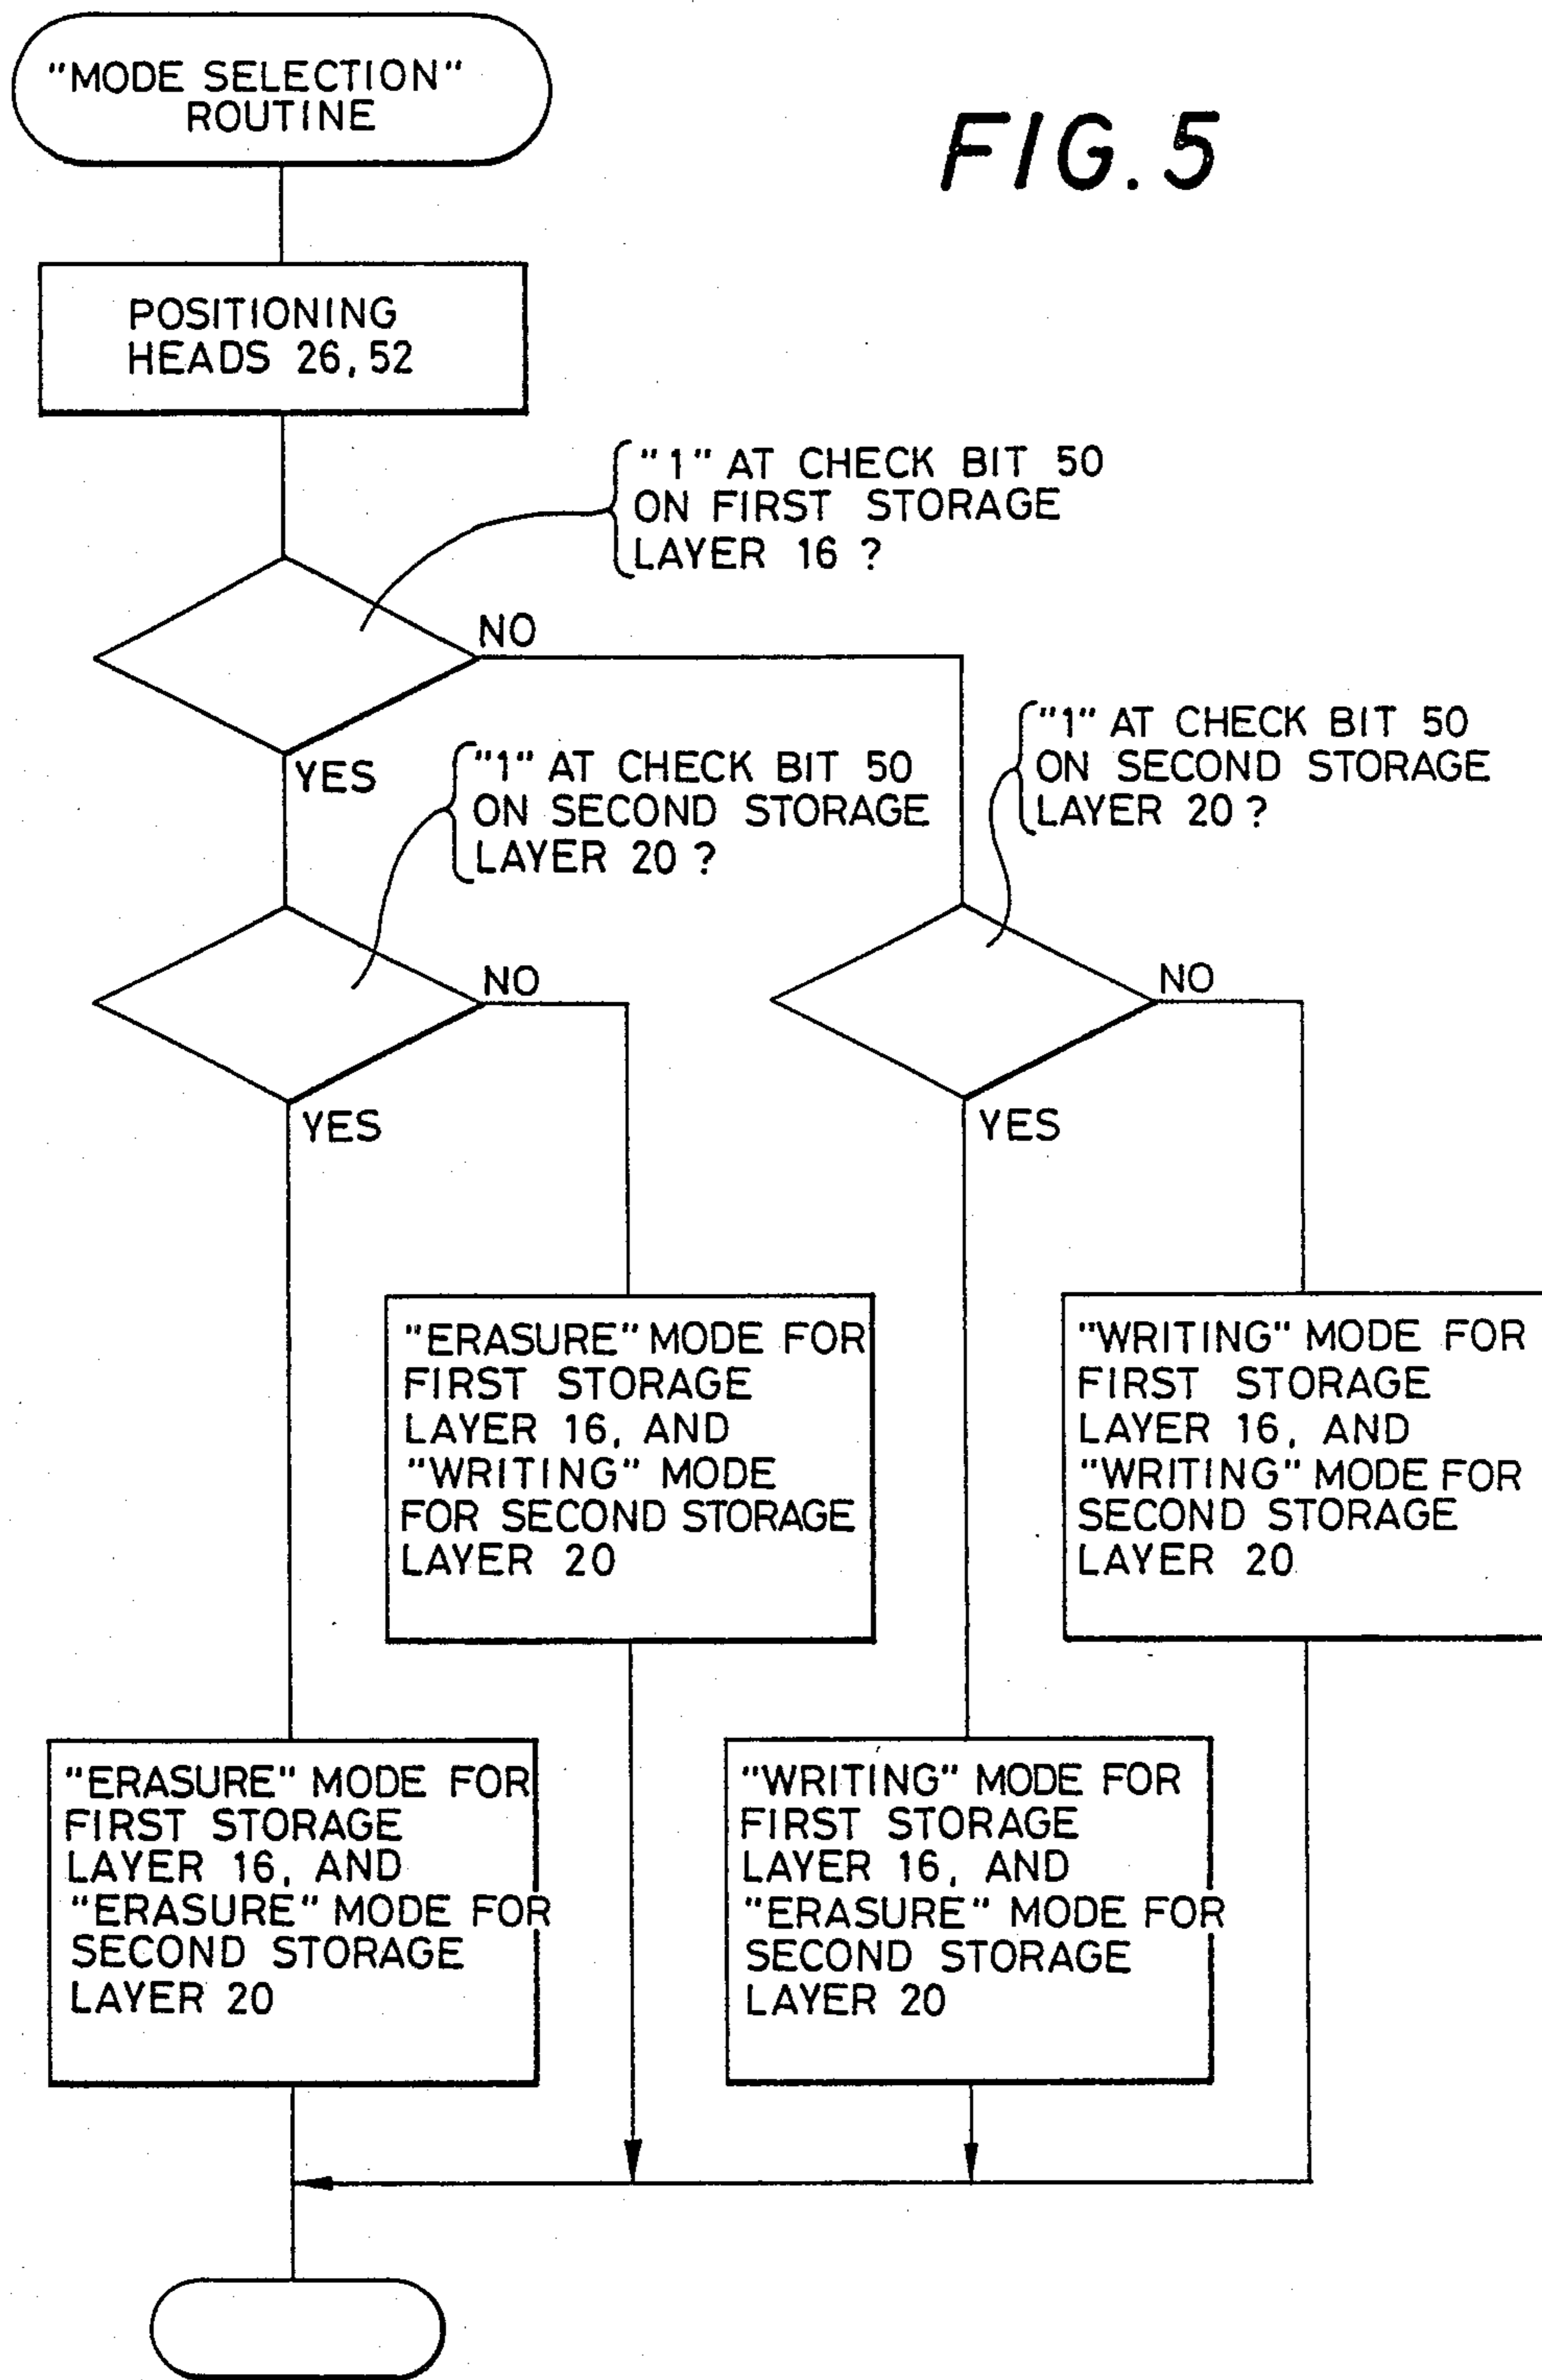 "MODE SELECTION"
ROUTINE
FIG. 5
POSITIONING
HEADS 26, 52
"1" AT CHECK BIT 50
ON FIRST STORAGE
LAYER 16 ?
NO
YES
"1" AT CHECK BIT 50
ON SECOND STORAGE
LAYER 20 ?
"1" AT CHECK BIT 50
ON SECOND STORAGE
LAYER 20 ?
NO
YES
NO
YES
"ERASURE" MODE FOR
FIRST STORAGE
LAYER 16, AND
"WRITING" MODE
FOR SECOND STORAGE
LAYER 20
"WRITING" MODE FOR
FIRST STORAGE
LAYER 16, AND
"WRITING" MODE FOR
SECOND STORAGE
LAYER 20
"ERASURE" MODE FOR
FIRST STORAGE
LAYER 16, AND
"ERASURE" MODE FOR
SECOND STORAGE
LAYER 20
"WRITING" MODE FOR
FIRST STORAGE
LAYER 16, AND
"ERASURE" MODE FOR
SECOND STORAGE
LAYER 20